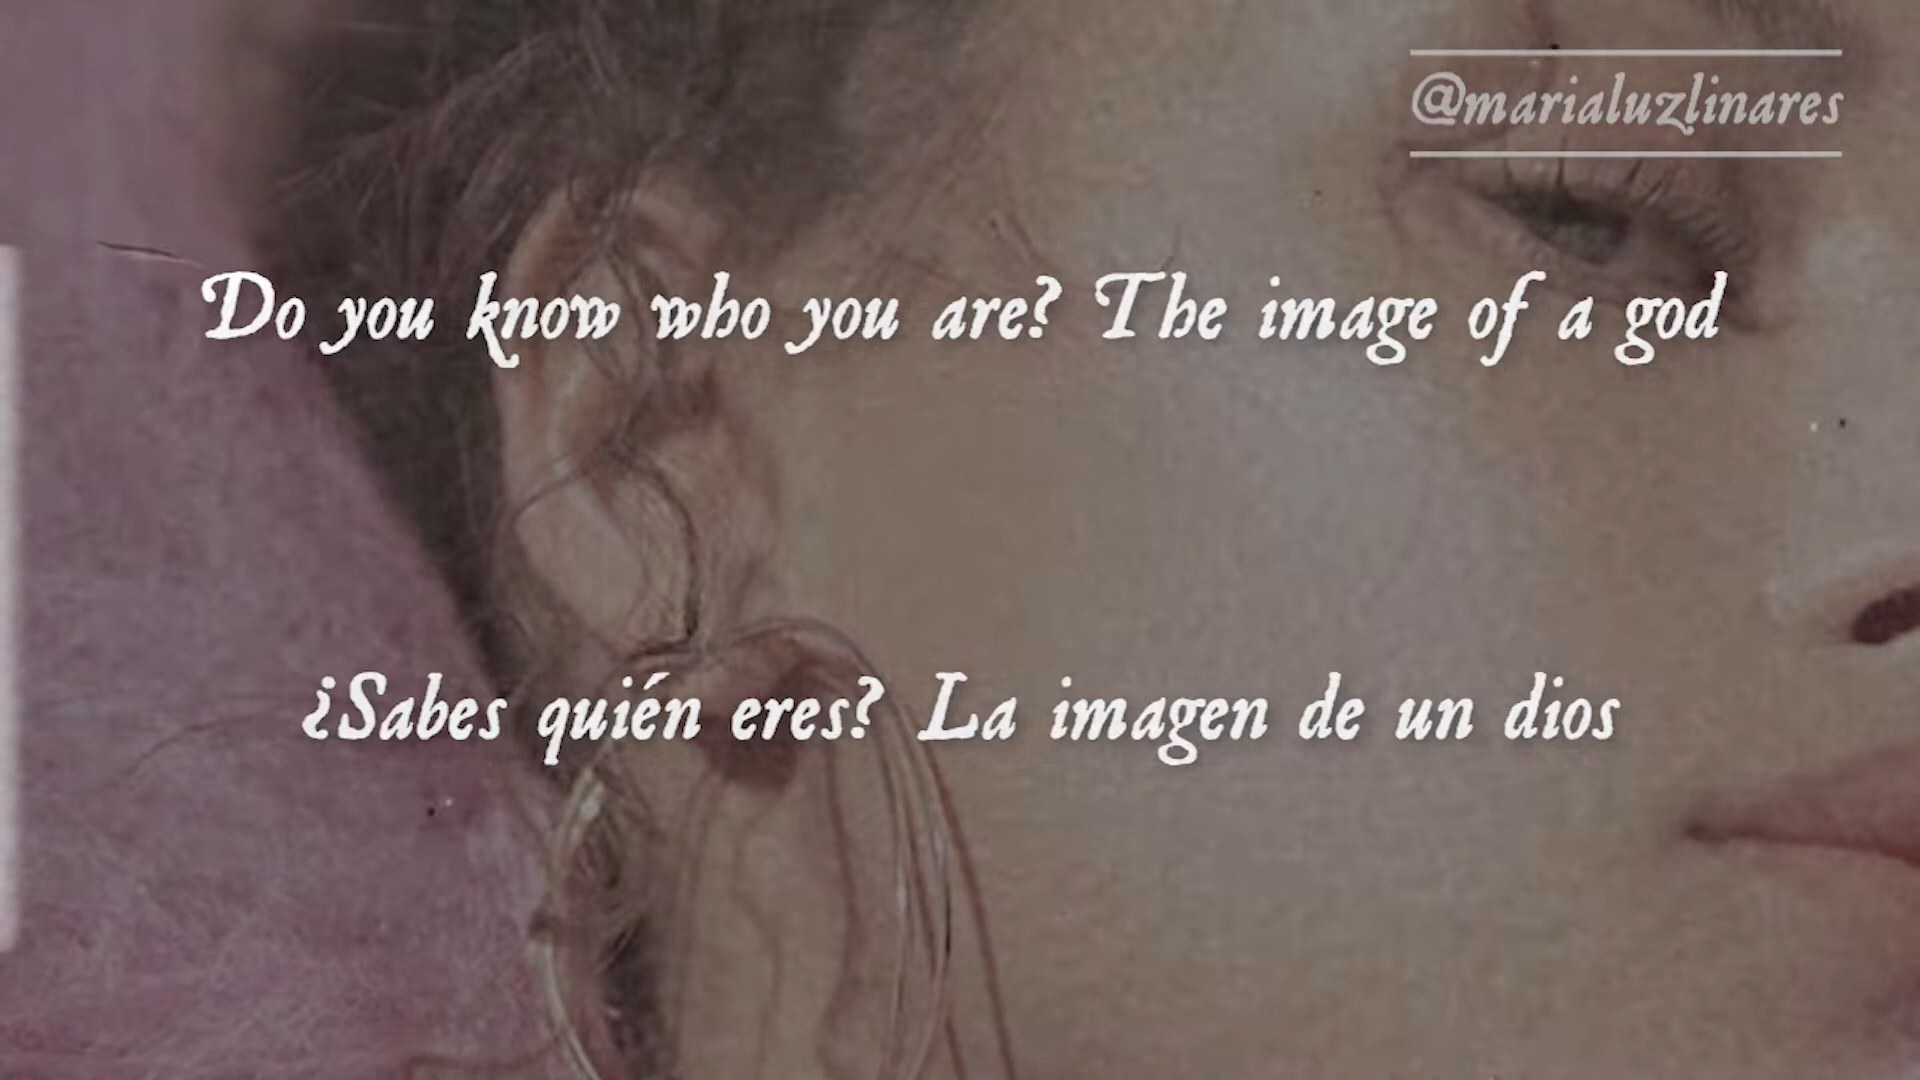 @marialuzlinares
Do you know who you are? The image of a god
¿Sabes quién eres? La imagen de un dios